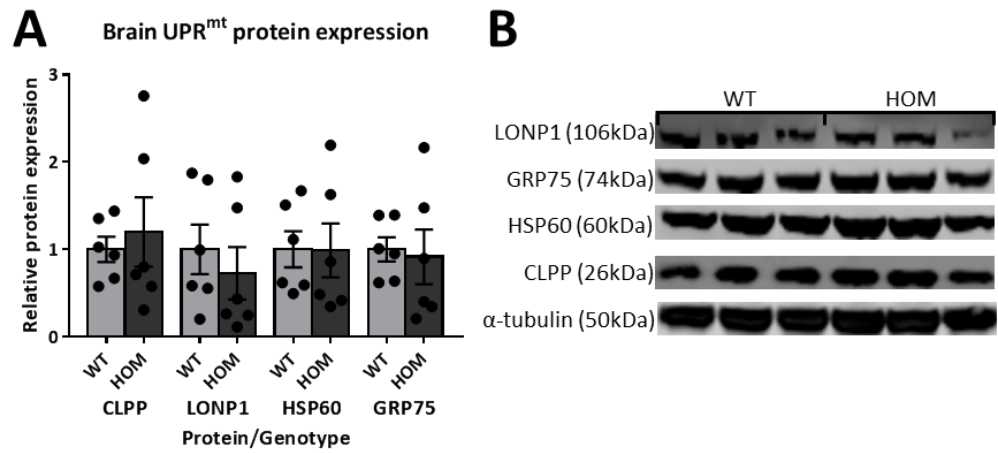 A
Brain UPRmt protein expression
Relative protein expression
3
2
1
0
WT
HOM
WT
HOM
WT
HOM
WT
HOM
CLPP
LONP1
HSP60
GRP75
Protein/Genotype
B
WT
HOM
LONP1 (106kDa)
GRP75 (74kDa)
HSP60 (60kDa)
CLPP (26kDa)
α-tubulin (50kDa)